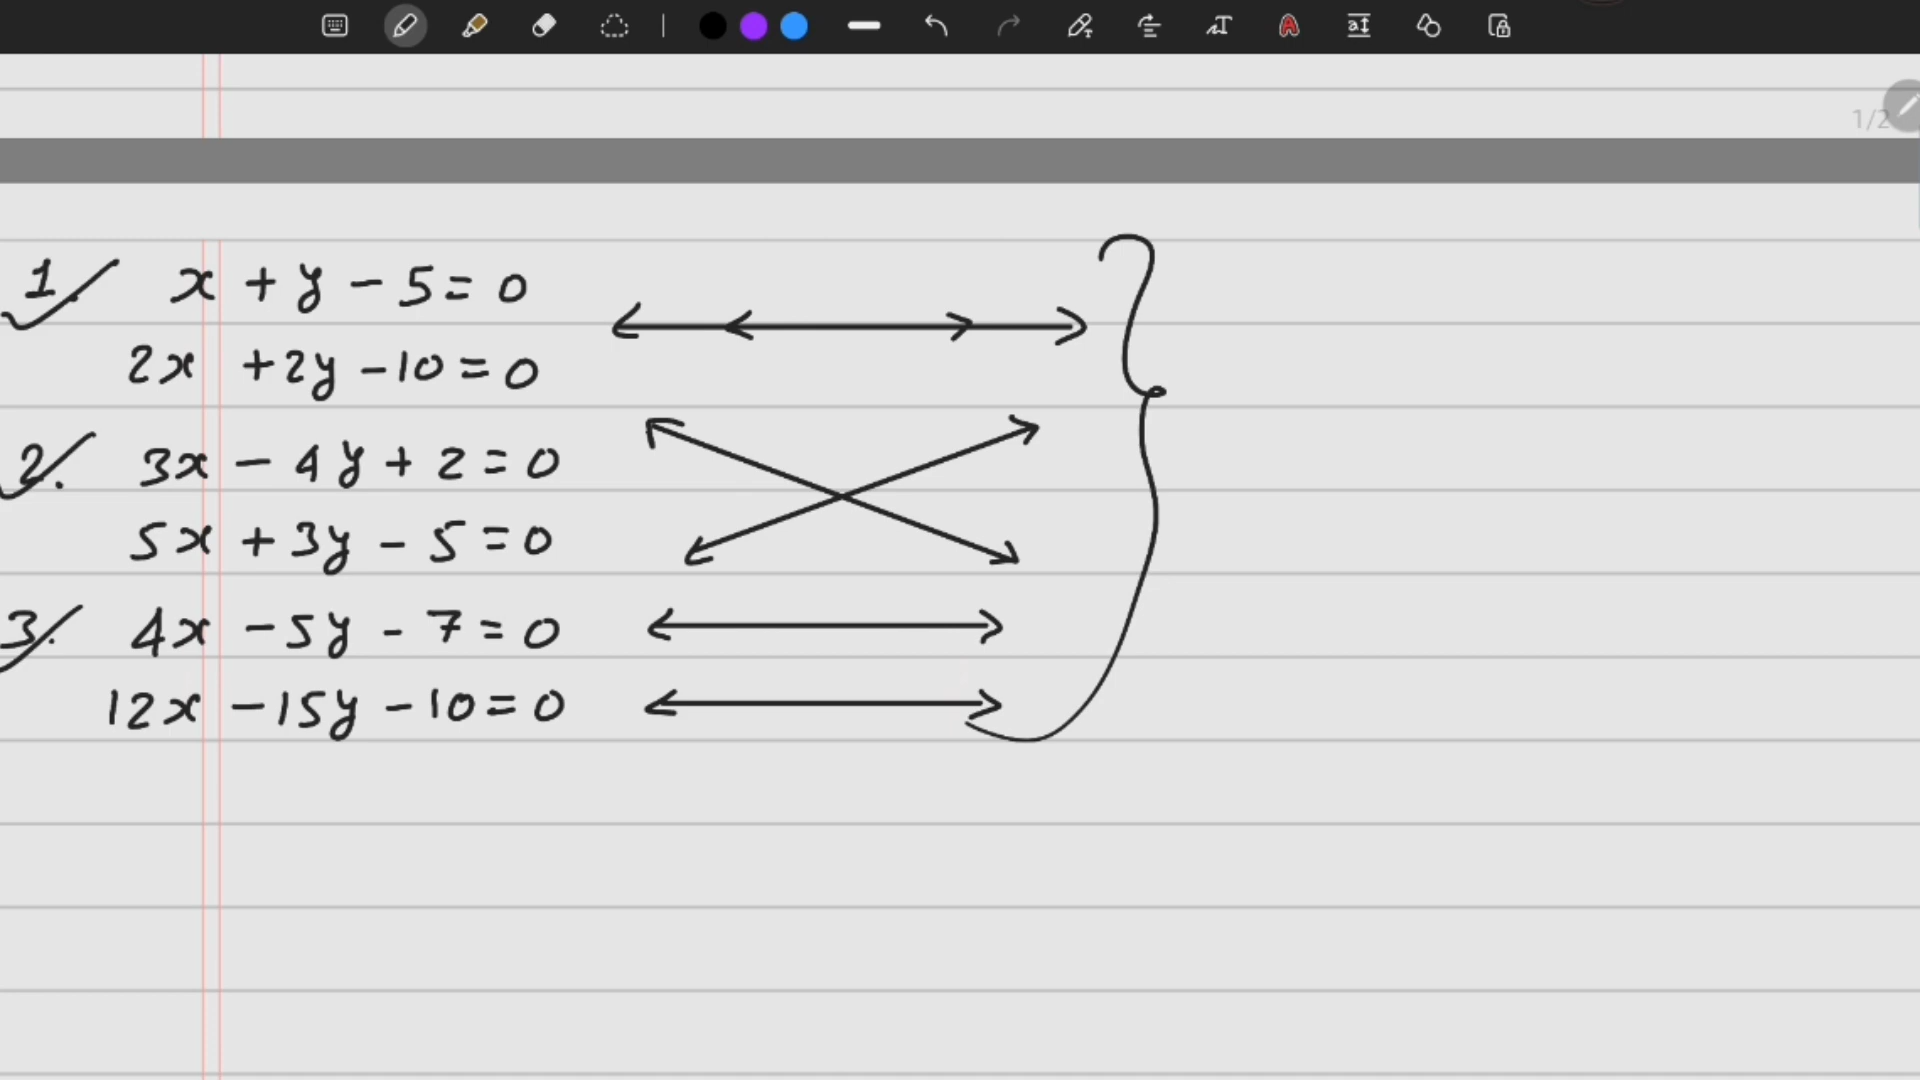 1/2
1. x + y - 5 = 0
2x + 2y - 10 = 0
2. 3x - 4y + 2 = 0
5x + 3y - 5 = 0
3. 4x - 5y - 7 = 0
12x - 15y - 10 = 0